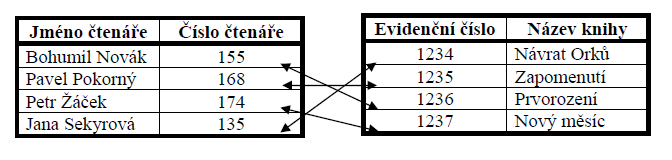 Jméno čtenáře Číslo čtenáře
Bohumil Novák 155
Pavel Pokorný 168
Petr Žáček 174
Jana Sekyrová 135
Evidenční číslo Název knihy
1234 Návrat Orků
1235 Zapomenutí
1236 Prvorození
1237 Nový měsíc